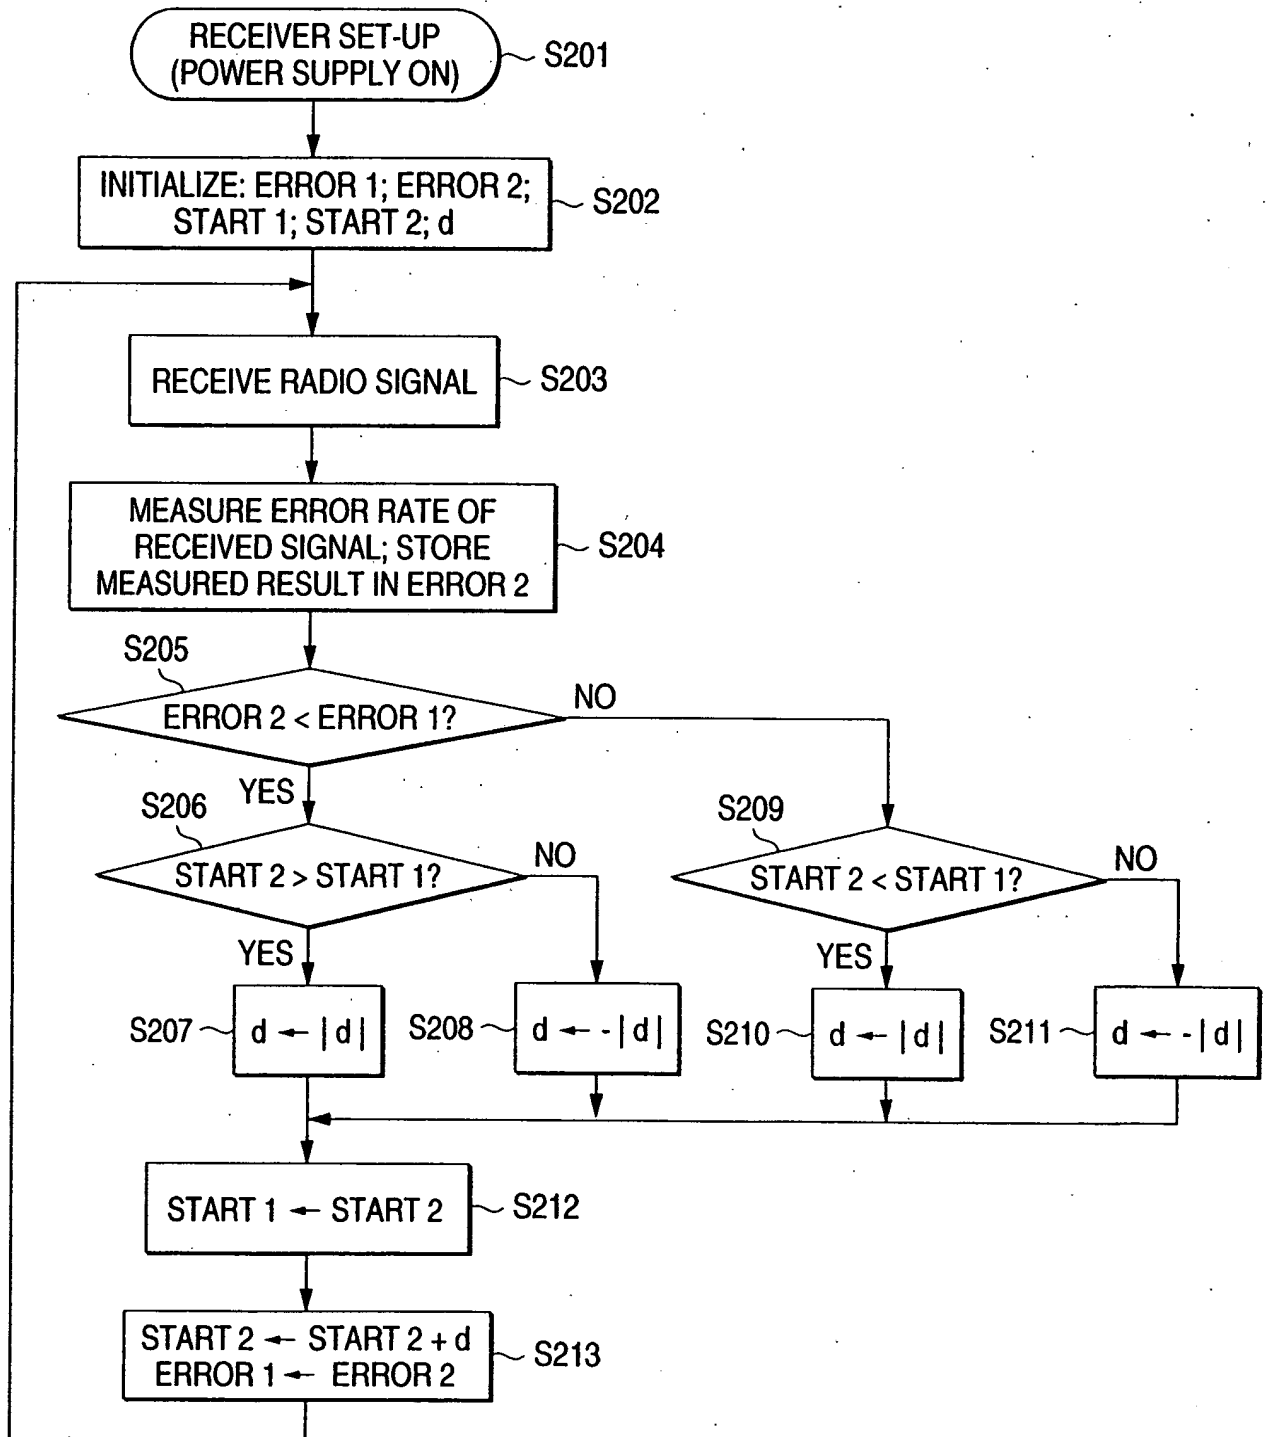 RECEIVER SET-UP
(POWER SUPPLY ON)
S201
INITIALIZE: ERROR 1; ERROR 2;
START 1; START 2; d
S202
RECEIVE RADIO SIGNAL
S203
MEASURE ERROR RATE OF
RECEIVED SIGNAL; STORE
MEASURED RESULT IN ERROR 2
S204
S205
ERROR 2 < ERROR 1?
NO
YES
S206
START 2 > START 1?
NO
YES
S209
START 2 < START 1?
NO
YES
S207
d ← |d|
S208
d ← -|d|
S210
d ← |d|
S211
d ← -|d|
START 1 ← START 2
S212
START 2 ← START 2 + d
ERROR 1 ← ERROR 2
S213